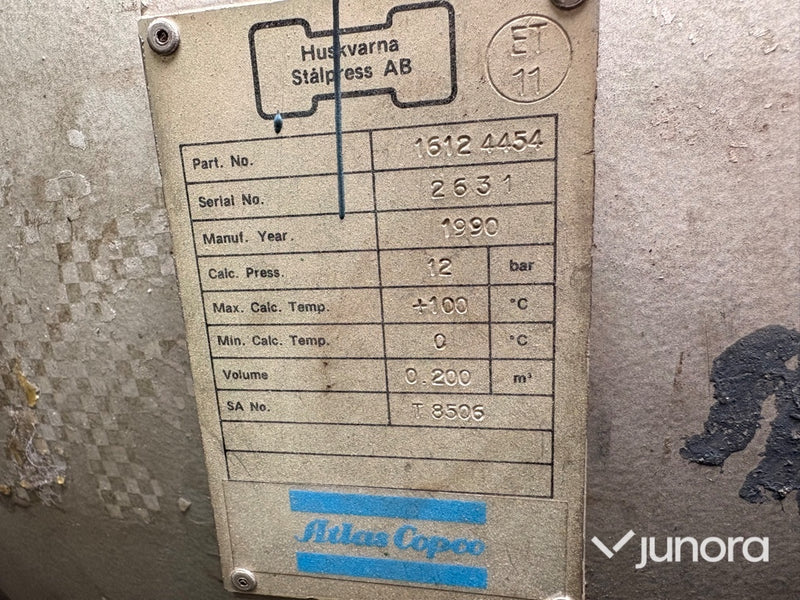 Huskvarna
Stålpress AB
ET
11
Part. No. 1612 4454
Serial No. 2631
Manuf. Year. 1990
Calc. Press. 12 bar
Max. Calc. Temp. +100 °C
Min. Calc. Temp. 0 °C
Volume 0.200 m³
SA No. T 8506
Atlas Copco
junora